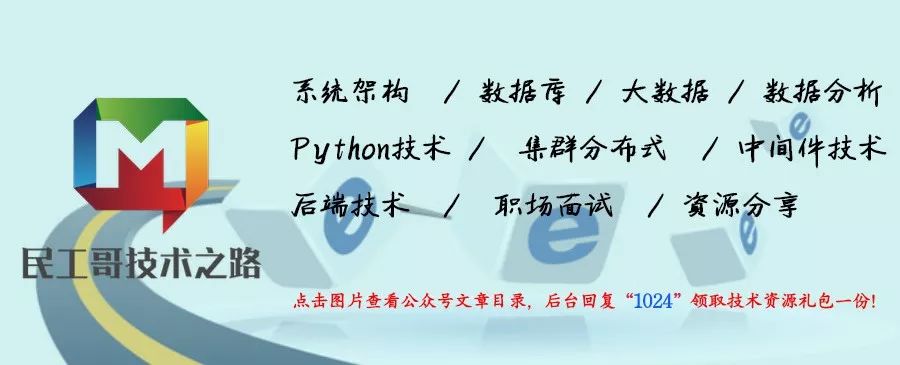 系统架构 / 数据库 / 大数据 / 数据分析
Python技术 / 集群分布式 / 中间件技术
后端技术 / 职场面试 / 資源分享
M
民工哥技术之路
e
e
e
e
点击图片查看公众号文章目录，后台回复“1024”领取技术资源礼包一份!